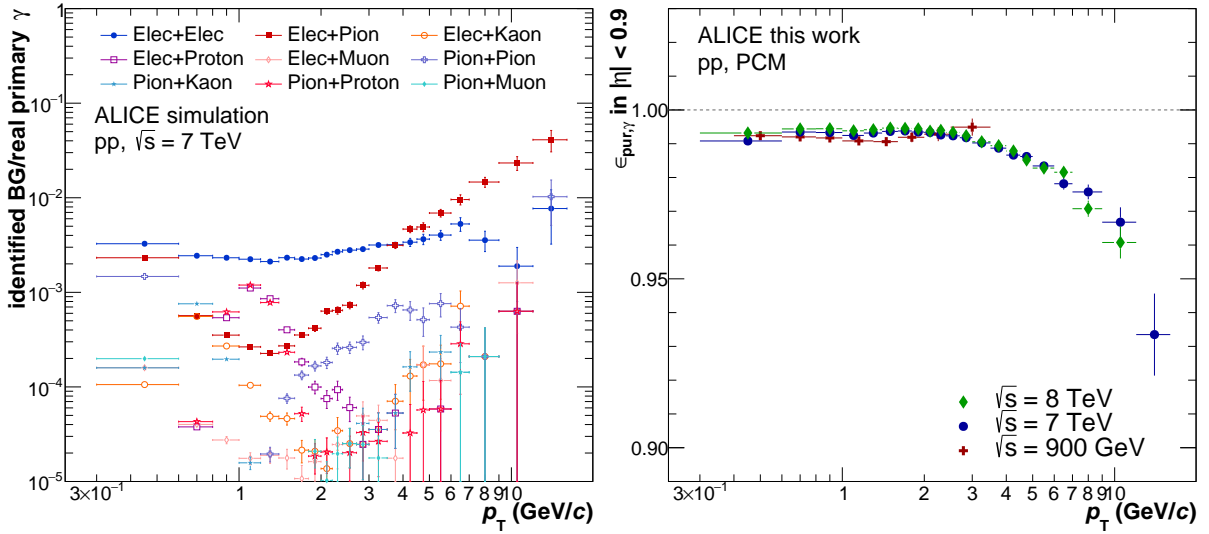 identified BG/real primary γ
Elec+Elec Elec+Pion Elec+Kaon
Elec+Proton Elec+Muon Pion+Pion
Pion+Kaon Pion+Proton Pion+Muon
ALICE simulation
pp, √s = 7 TeV
1
10⁻¹
10⁻²
10⁻³
10⁻⁴
10⁻⁵
3×10⁻¹ 1 2 3 4 5 6 7 8 910
p_T (GeV/c)
ϵ_pur,γ in |η| < 0.9
ALICE this work
pp, PCM
1.00
0.95
0.90
√s = 8 TeV
√s = 7 TeV
√s = 900 GeV
3×10⁻¹ 1 2 3 4 5 6 7 8 910
p_T (GeV/c)